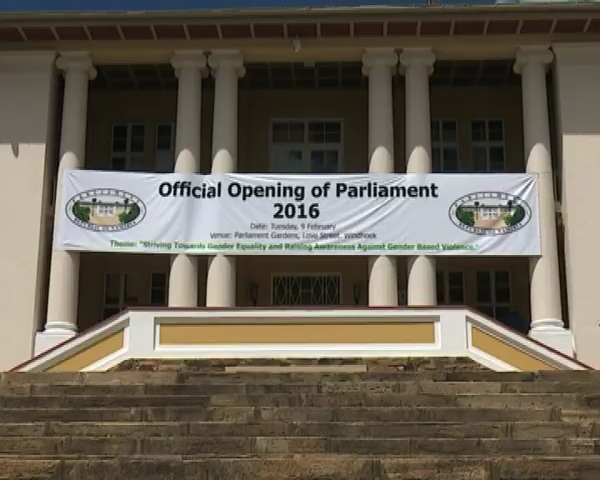 Official Opening of Parliament
2016
Date: Tuesday, 9 February
Venue: Parliament Gardens, Love Street, Windhoek
Theme: "Striving Towards Gender Equality and Raising Awareness Against Gender Based Violence."